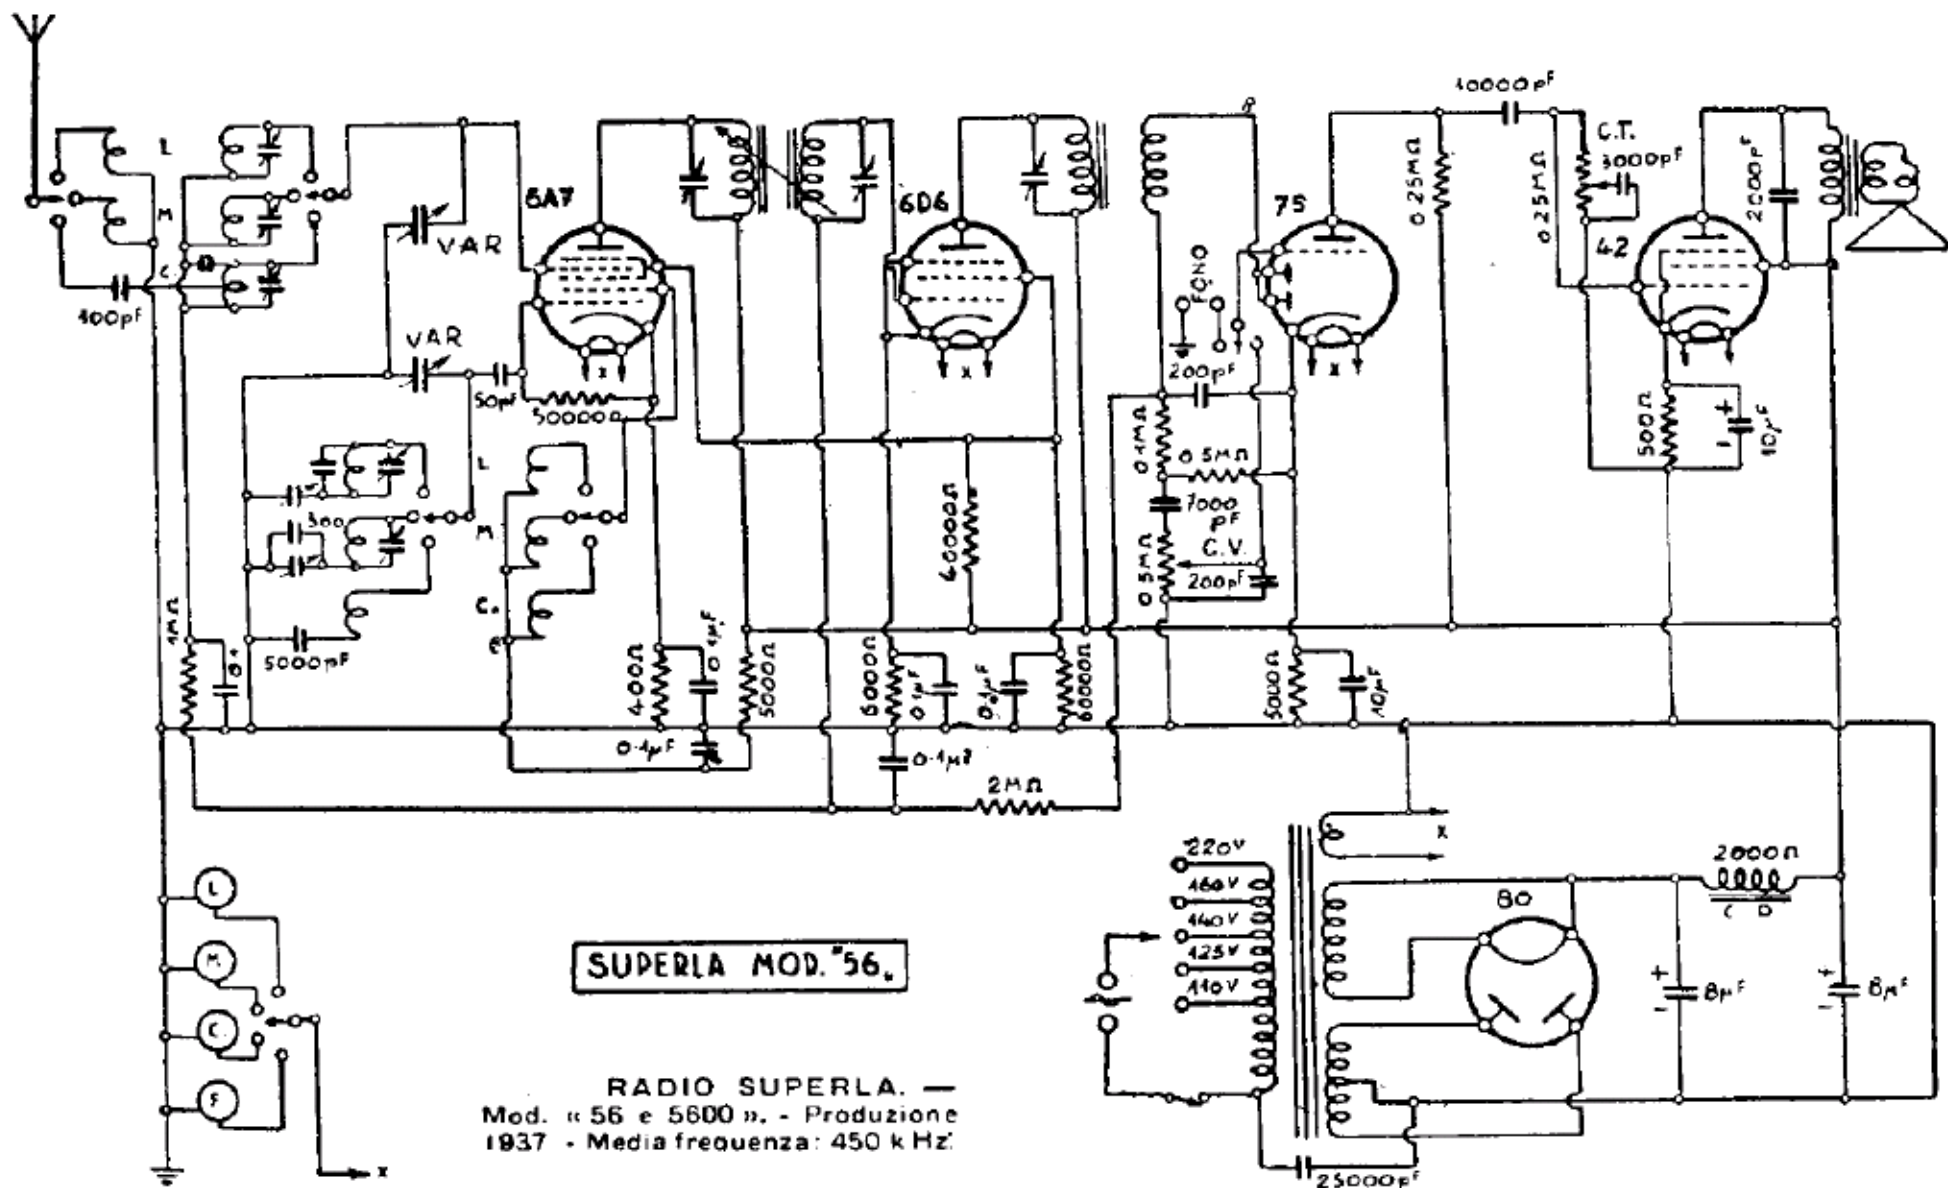 10000pF
C.T.
3000pF
L
M
C.
100pF
VAR
VAR
6A7
6D6
75
42
0.25MΩ
0.25MΩ
2000pF
FONO
50pF
50000Ω
200pF
0.1MΩ
0.5MΩ
7000
pF
C.V.
0.5MΩ
200pF
500Ω
10µF
L
300
M
C.
5000pF
1MΩ
0.1
400Ω
0.1µF
5000Ω
0.1µF
6000Ω
0.1µF
0.1µF
40000Ω
60000Ω
5000Ω
10µF
0.1µF
2MΩ
X
X
X
X
X
220V
160V
140V
125V
110V
80
2000Ω
C D
8µF
8µF
25000pF
L
M.
C.
F
X
SUPERLA MOD. "56„
RADIO SUPERLA. —
Mod. « 56 e 5600 ». - Produzione
1937 - Media frequenza: 450 kHz.